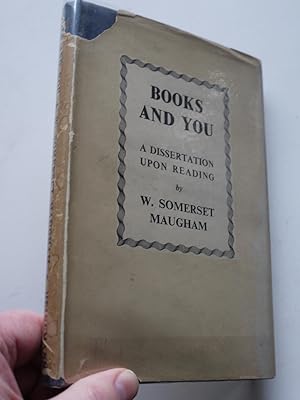 BOOKS
AND YOU
A DISSERTATION
UPON READING
by
W. SOMERSET
MAUGHAM